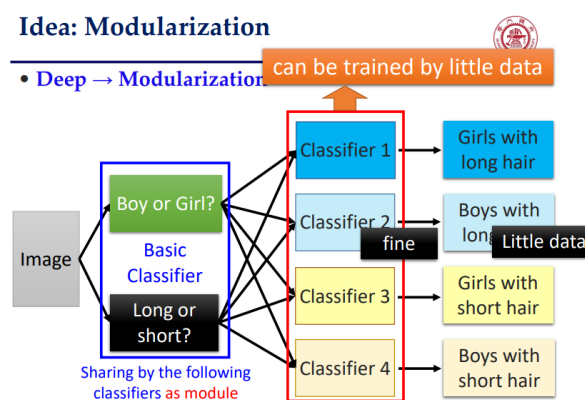 Idea: Modularization
• Deep → Modularization
can be trained by little data
Image
Boy or Girl?
Basic
Classifier
Long or
short?
Sharing by the following
classifiers as module
Classifier 1
Classifier 2
fine
Classifier 3
Classifier 4
Girls with
long hair
Boys with
long
Little data
Girls with
short hair
Boys with
short hair